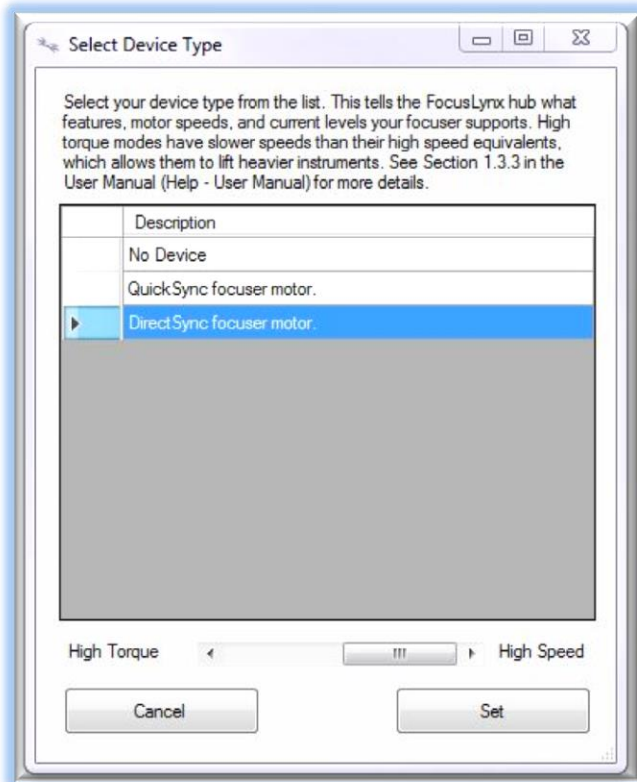 Select Device Type
Select your device type from the list. This tells the FocusLynx hub what
features, motor speeds, and current levels your focuser supports. High
torque modes have slower speeds than their high speed equivalents,
which allows them to lift heavier instruments. See Section 1.3.3 in the
User Manual (Help - User Manual) for more details.
Description
No Device
QuickSync focuser motor.
DirectSync focuser motor.
High Torque High Speed
Cancel Set